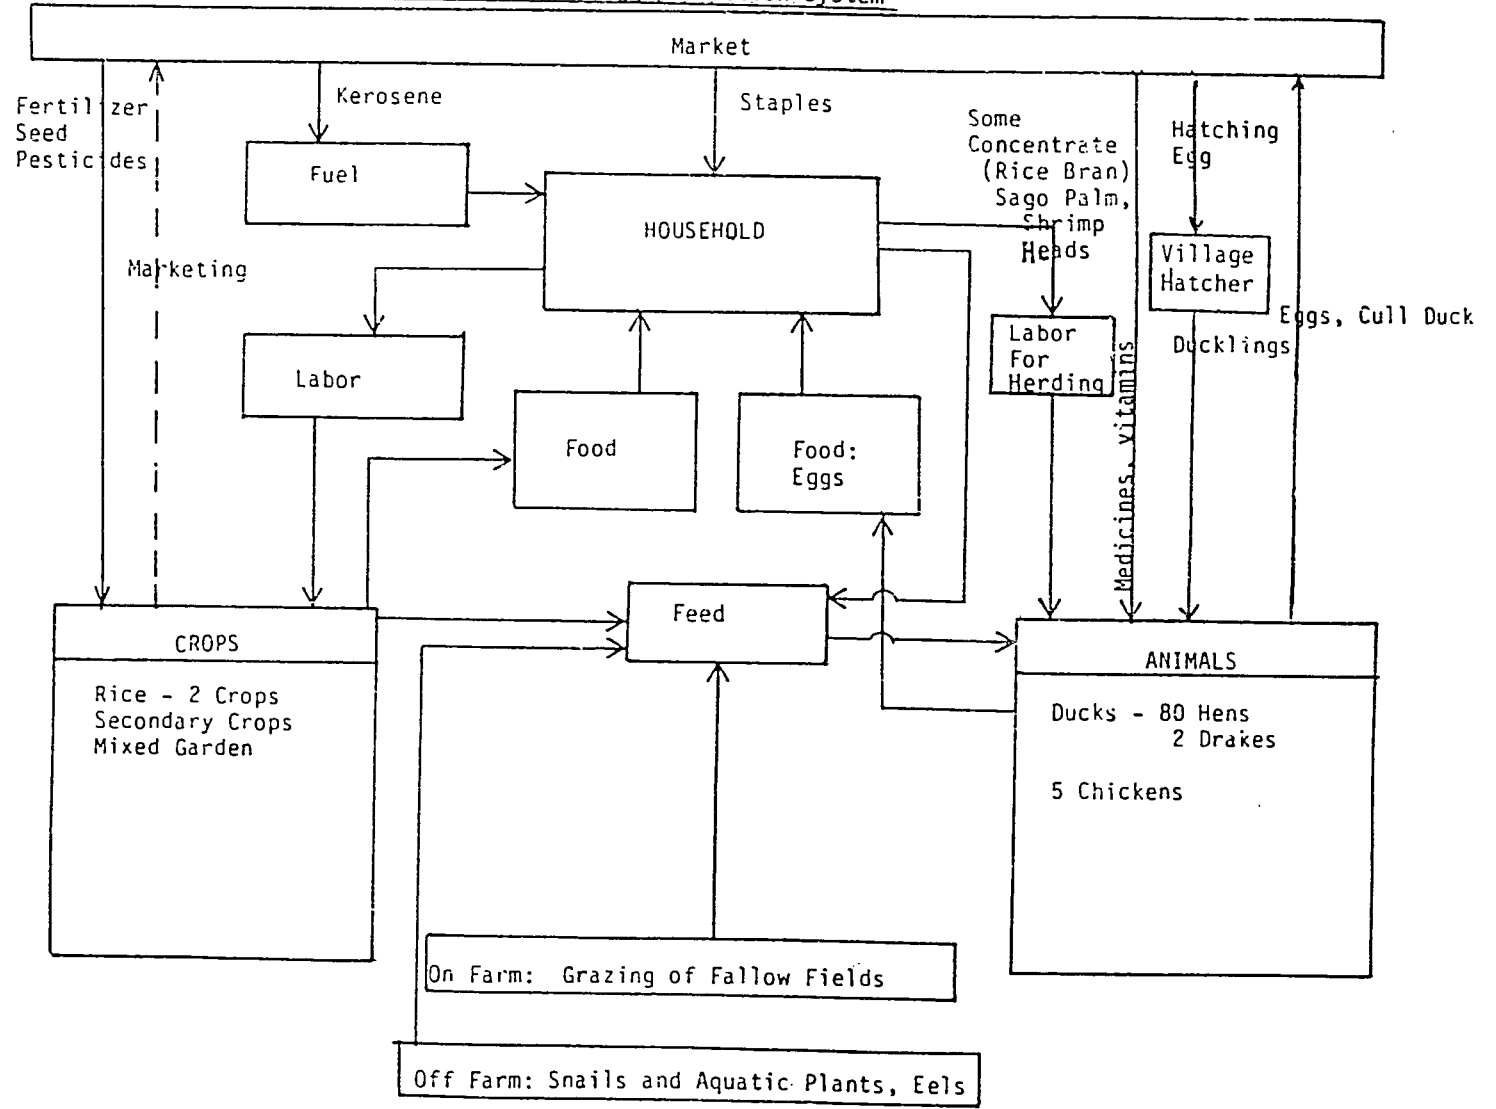 System
Market
Fertilizer
Seed
Pesticides
Kerosene
Staples
Some
Concentrate
(Rice Bran)
Sago Palm,
Shrimp
Heads
Hatching
Egg
Fuel
HOUSEHOLD
Village
Hatcher
Marketing
Eggs, Cull Duck
Labor
For
Herding
Ducklings
Medicines, vitamins
Labor
Food
Food:
Eggs
Feed
CROPS
Rice - 2 Crops
Secondary Crops
Mixed Garden
ANIMALS
Ducks - 80 Hens
2 Drakes
5 Chickens
On Farm: Grazing of Fallow Fields
Off Farm: Snails and Aquatic Plants, Eels